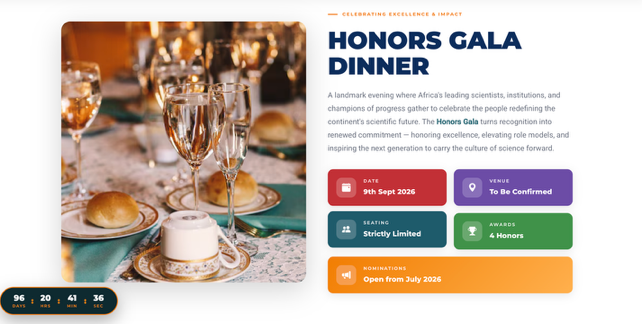 CELEBRATING EXCELLENCE & IMPACT
HONORS GALA
DINNER
A landmark evening where Africa's leading scientists, institutions, and
champions of progress gather to celebrate the people redefining the
continent's scientific future. The Honors Gala turns recognition into
renewed commitment — honoring excellence, elevating role models, and
inspiring the next generation to carry the culture of science forward.
DATE
9th Sept 2026
VENUE
To Be Confirmed
SEATING
Strictly Limited
AWARDS
4 Honors
NOMINATIONS
Open from July 2026
96 : 20 : 41 : 36
DAYS HRS MIN SEC